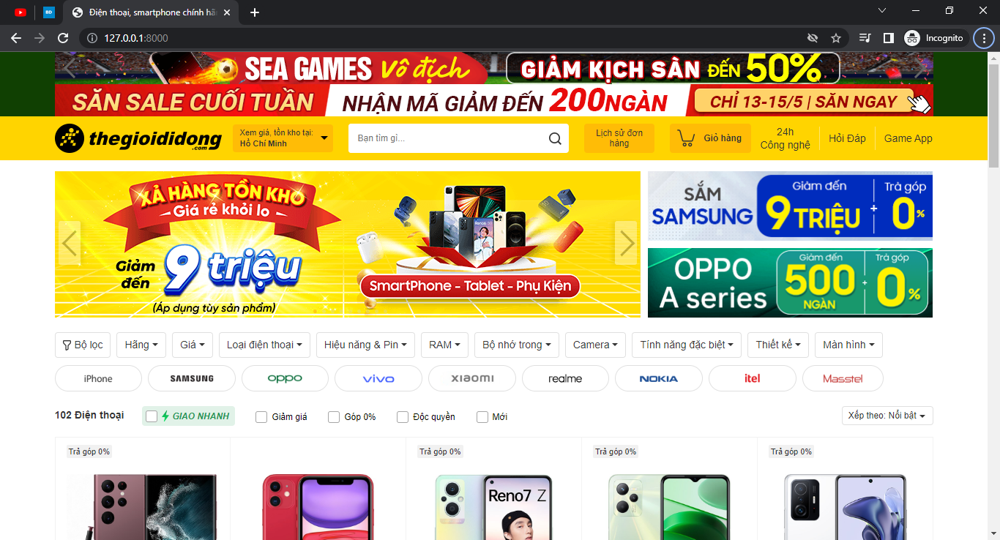 BD
Điện thoại, smartphone chính hã
127.0.0.1:8000
Incognito
SEA GAMES Vô địch
GIẢM KỊCH SÀN ĐẾN 50%
SĂN SALE CUỐI TUẦN
NHẬN MÃ GIẢM ĐẾN 200NGÀN
CHỈ 13-15/5 | SĂN NGAY
thegioididong
.com
Xem giá, tồn kho tại:
Hồ Chí Minh
Bạn tìm gì...
Lịch sử đơn
hàng
Giỏ hàng
24h
Công nghệ
Hỏi Đáp
Game App
XẢ HÀNG TỒN KHO
Giá rẻ khỏi lo
Giảm
đến
9 triệu
(Áp dụng tùy sản phẩm)
Reno6
SmartPhone - Tablet - Phụ Kiện
SẮM
SAMSUNG
Giảm đến
9 TRIỆU
+
Trả góp
0%
OPPO
A series
Giảm đến
500
NGÀN
+
Trả góp
0%
Bộ lọc
Hãng
Giá
Loại điện thoại
Hiệu năng & Pin
RAM
Bộ nhớ trong
Camera
Tính năng đặc biệt
Thiết kế
Màn hình
iPhone
SAMSUNG
oppo
vivo
xiaomi
realme
NOKIA
itel
Masstel
102 Điện thoại
GIAO NHANH
Giảm giá
Góp 0%
Độc quyền
Mới
Xếp theo: Nổi bật
Trả góp 0%
Trả góp 0%
Trả góp 0%
Trả góp 0%
Reno7 Z